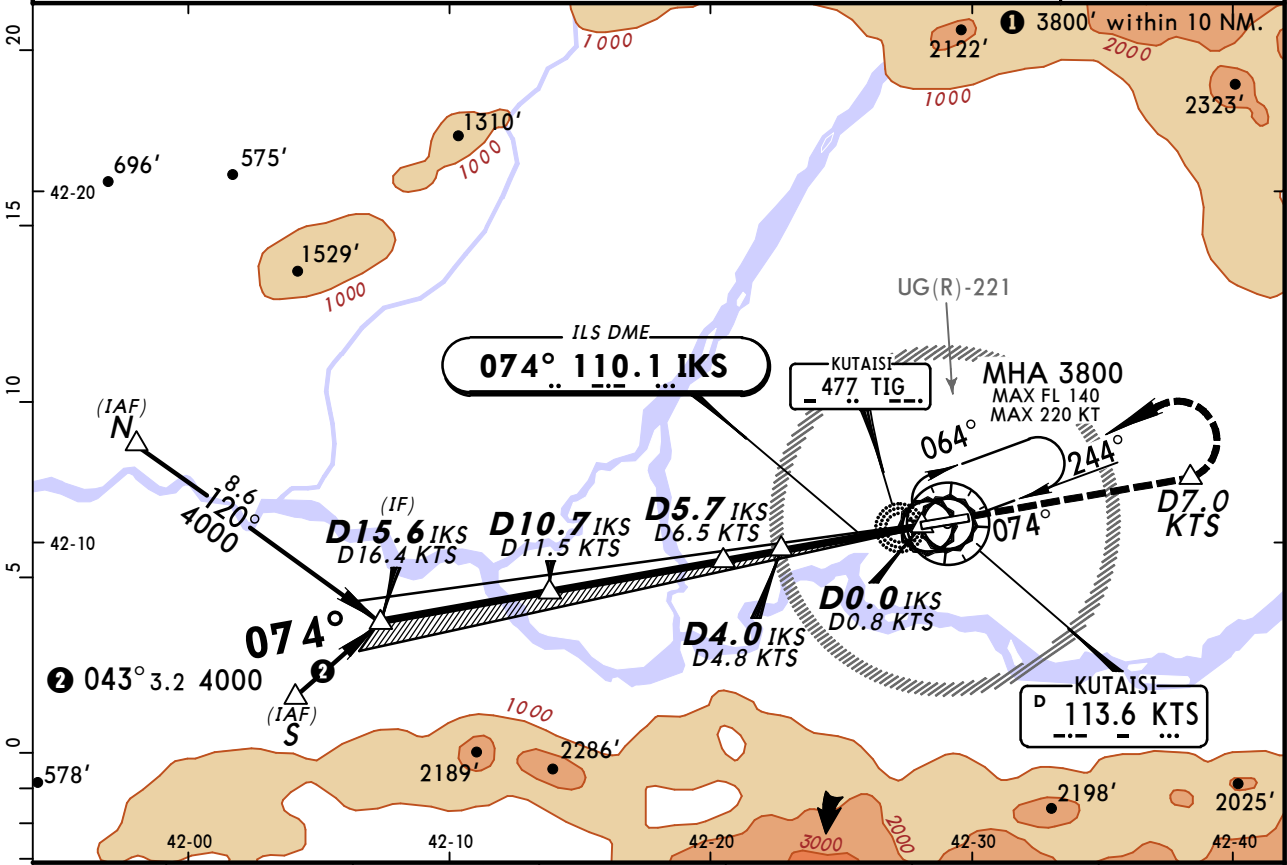 20
1000
2122'
❶ 3800' within 10 NM.
2000
1000
2323'
1310'
1000
696'
575'
42-20
15
1529'
1000
UG(R)-221
ILS DME
074° 110.1 IKS
KUTAISI
477 TIG
MHA 3800
MAX FL 140
MAX 220 KT
10
(IAF)
N
064°
244°
8.6
120°
4000
(IF)
D15.6 IKS
D16.4 KTS
D10.7 IKS
D11.5 KTS
D5.7 IKS
D6.5 KTS
D7.0
KTS
074°
42-10
5
074°
D0.0 IKS
D0.8 KTS
D4.0 IKS
D4.8 KTS
❷ 043° 3.2 4000
❷
(IAF)
S
KUTAISI
D 113.6 KTS
1000
0
2189'
2286'
578'
2198'
2025'
3000
2000
42-00
42-10
42-20
42-30
42-40